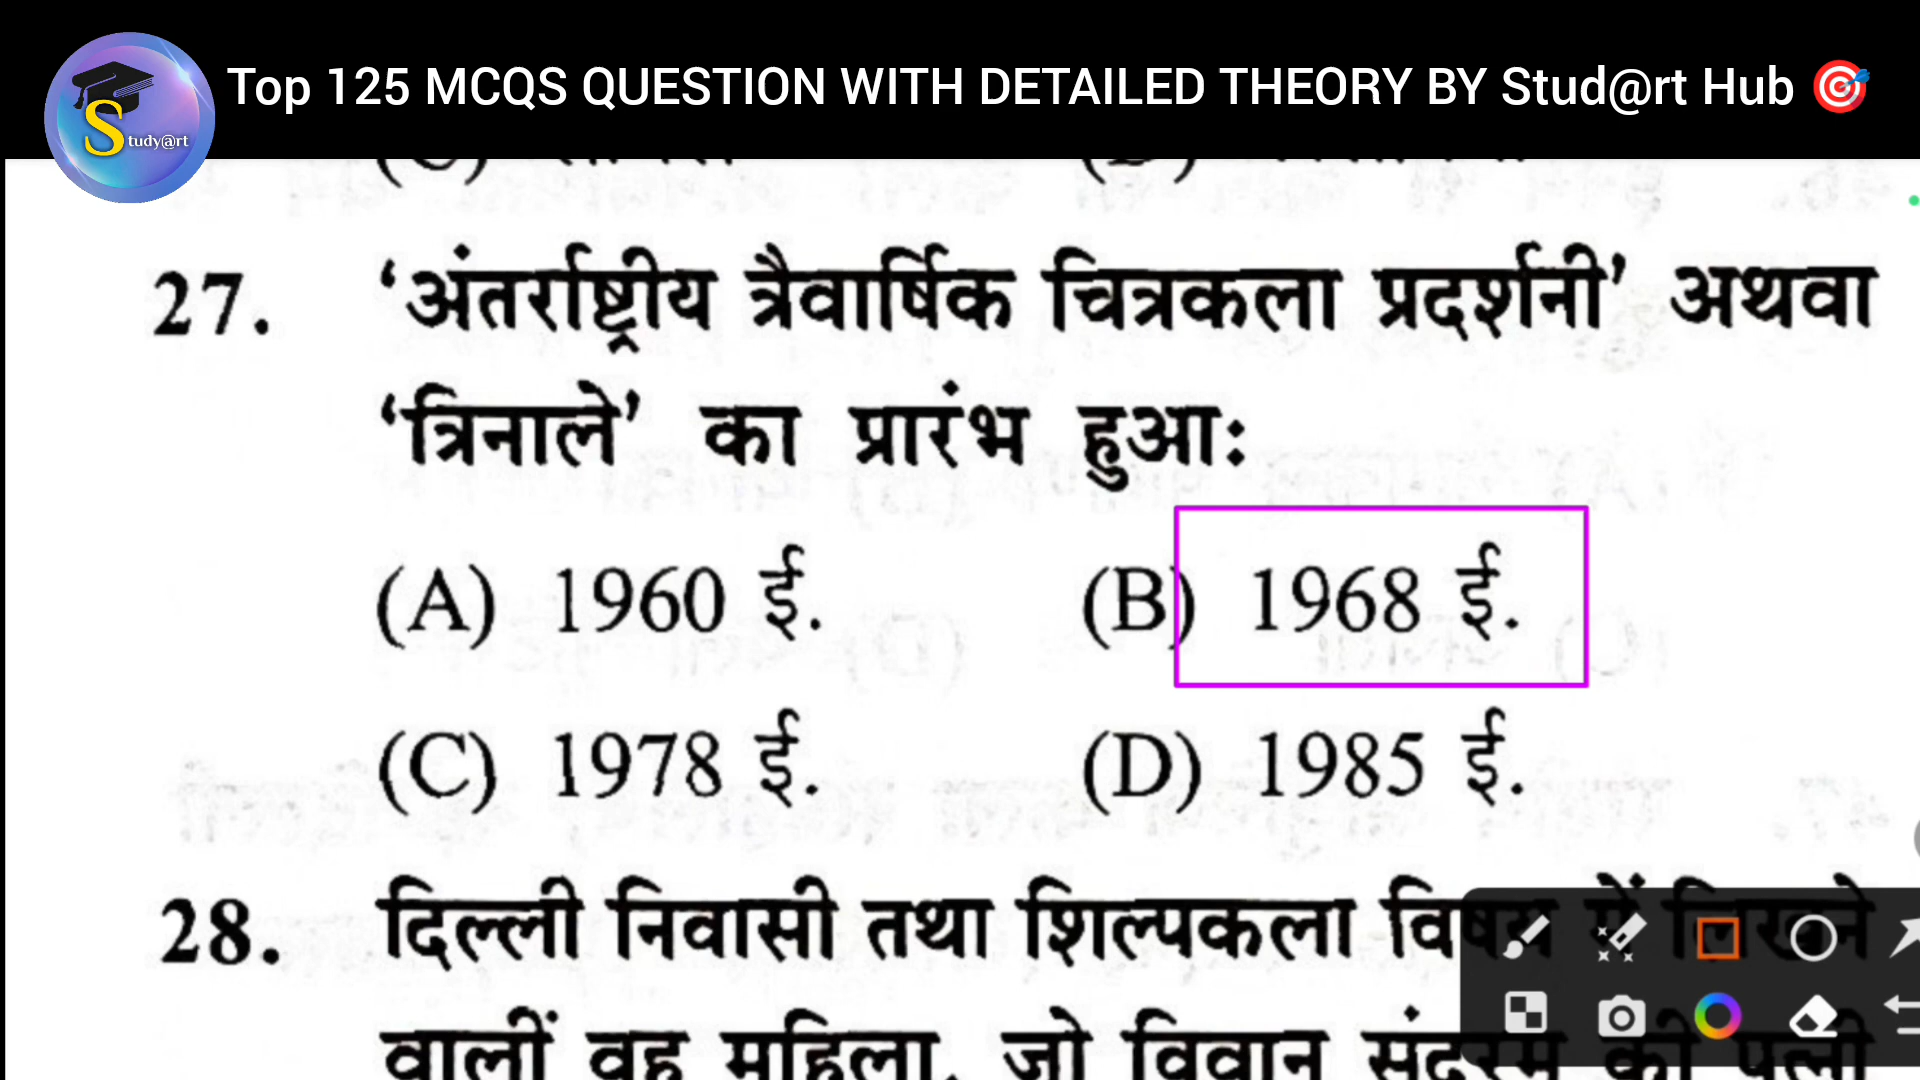 Top 125 MCQS QUESTION WITH DETAILED THEORY BY Stud@rt Hub 🎯
Study@rt
27. ‘अंतर्राष्ट्रीय त्रैवार्षिक चित्रकला प्रदर्शनी’ अथवा
‘त्रिनाले’ का प्रारंभ हुआः
(A) 1960 ई. (B) 1968 ई.
(C) 1978 ई. (D) 1985 ई.
28. दिल्ली निवासी तथा शिल्पकला विषय में लिखने
वालीं वह महिला, जो विवान सुंदरम की पत्नी